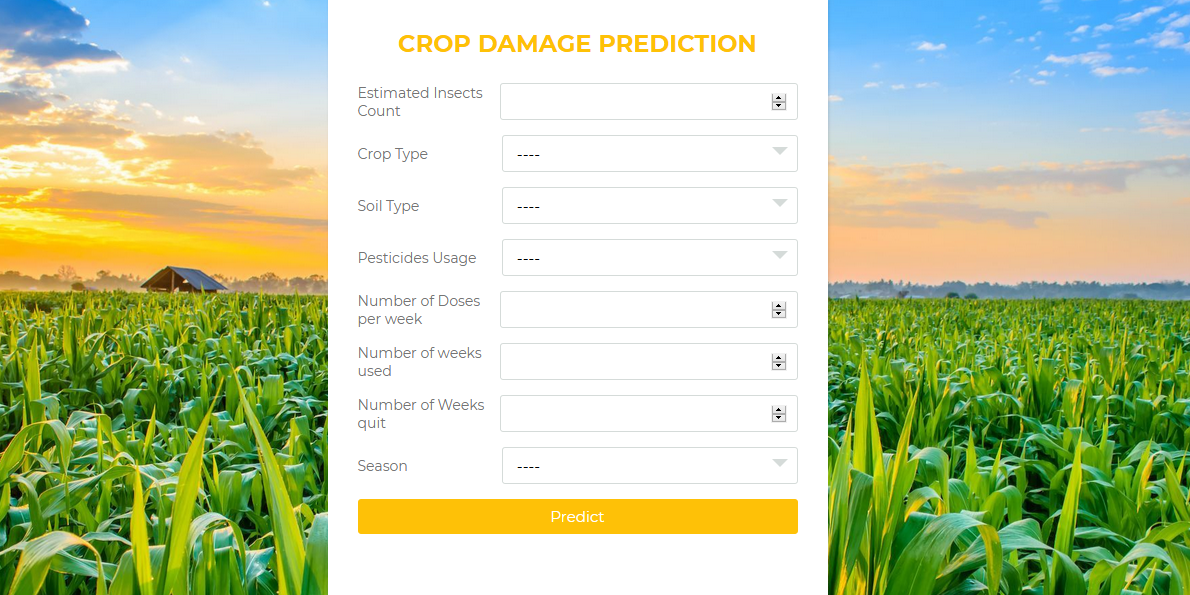 CROP DAMAGE PREDICTION
Estimated Insects
Count
Crop Type
----
Soil Type
----
Pesticides Usage
----
Number of Doses
per week
Number of weeks
used
Number of Weeks
quit
Season
----
Predict